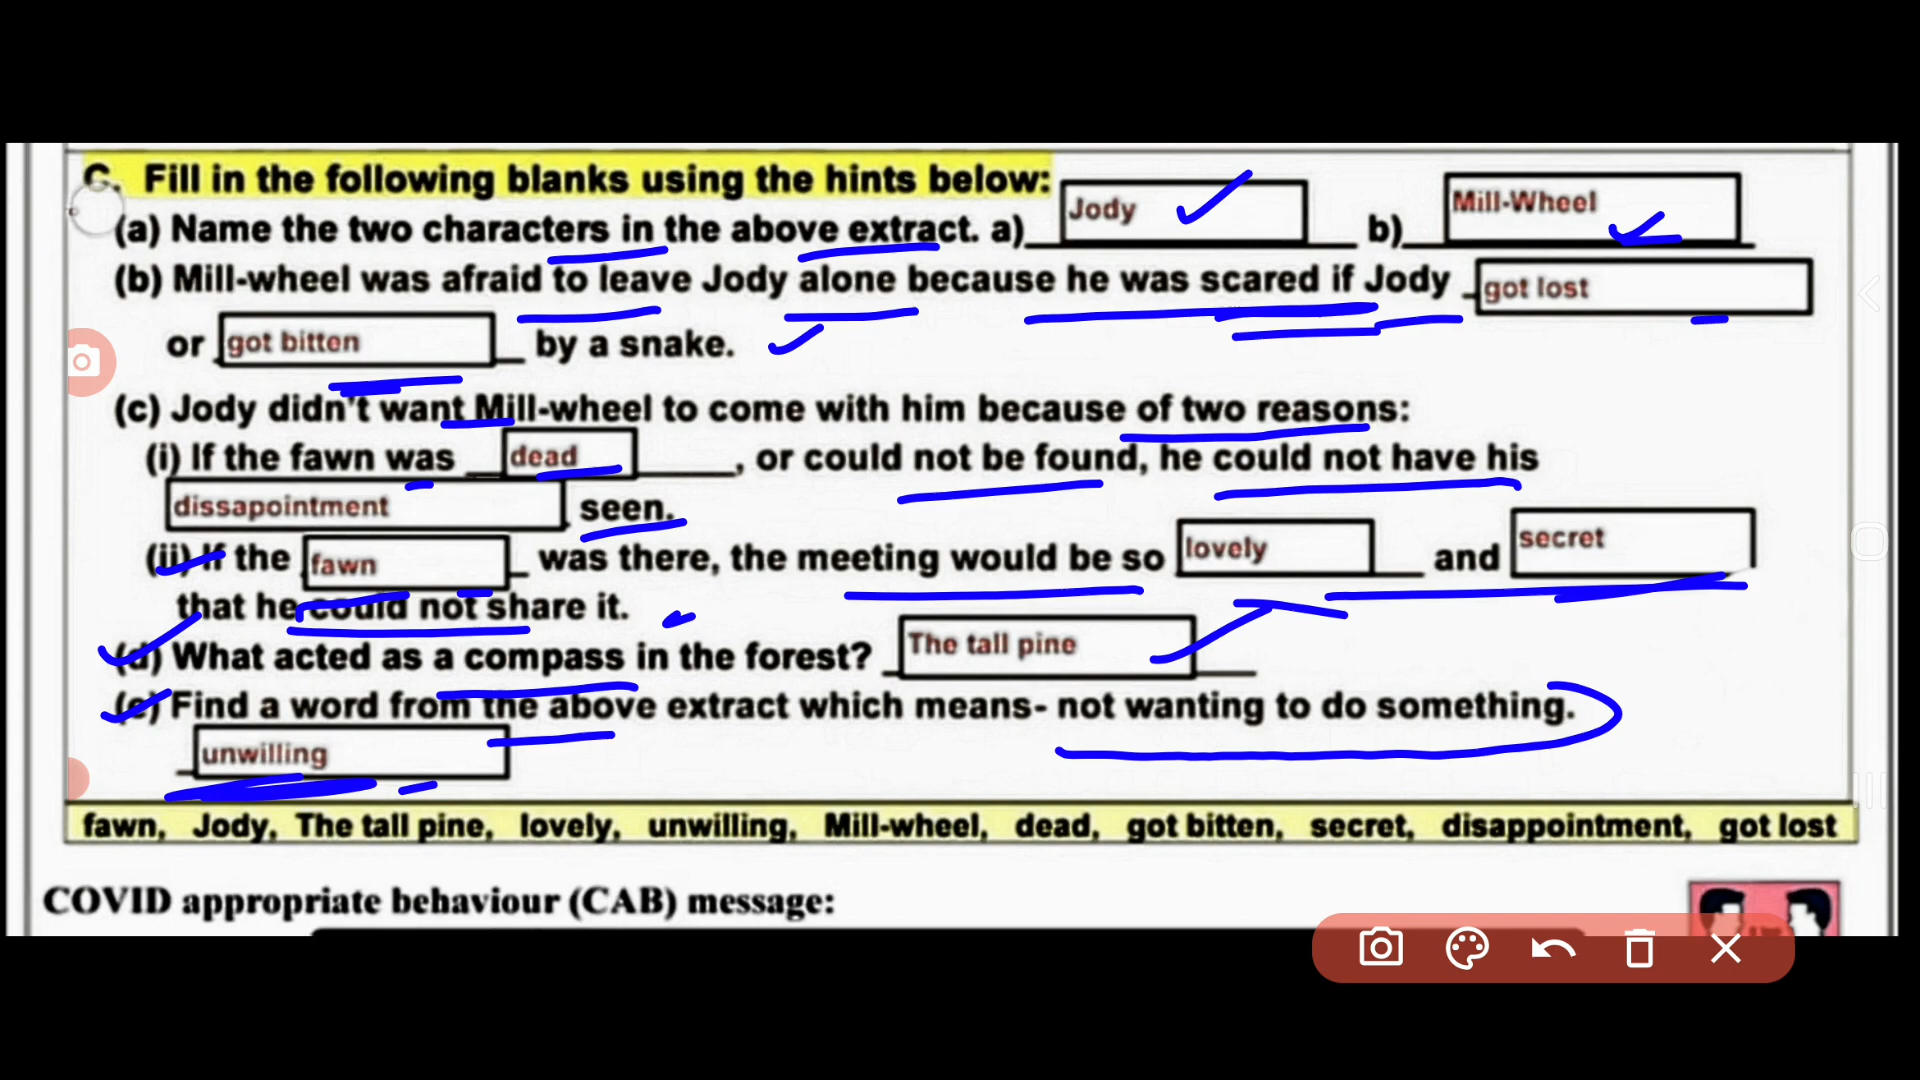 C. Fill in the following blanks using the hints below:
(a) Name the two characters in the above extract. a) Jody b) Mill-Wheel
(b) Mill-wheel was afraid to leave Jody alone because he was scared if Jody got lost
or got bitten by a snake.
(c) Jody didn't want Mill-wheel to come with him because of two reasons:
(i) If the fawn was dead, or could not be found, he could not have his
dissapointment seen.
(ii) If the fawn was there, the meeting would be so lovely and secret
that he could not share it.
(d) What acted as a compass in the forest? The tall pine
(e) Find a word from the above extract which means- not wanting to do something.
unwilling
fawn, Jody, The tall pine, lovely, unwilling, Mill-wheel, dead, got bitten, secret, disappointment, got lost
COVID appropriate behaviour (CAB) message: